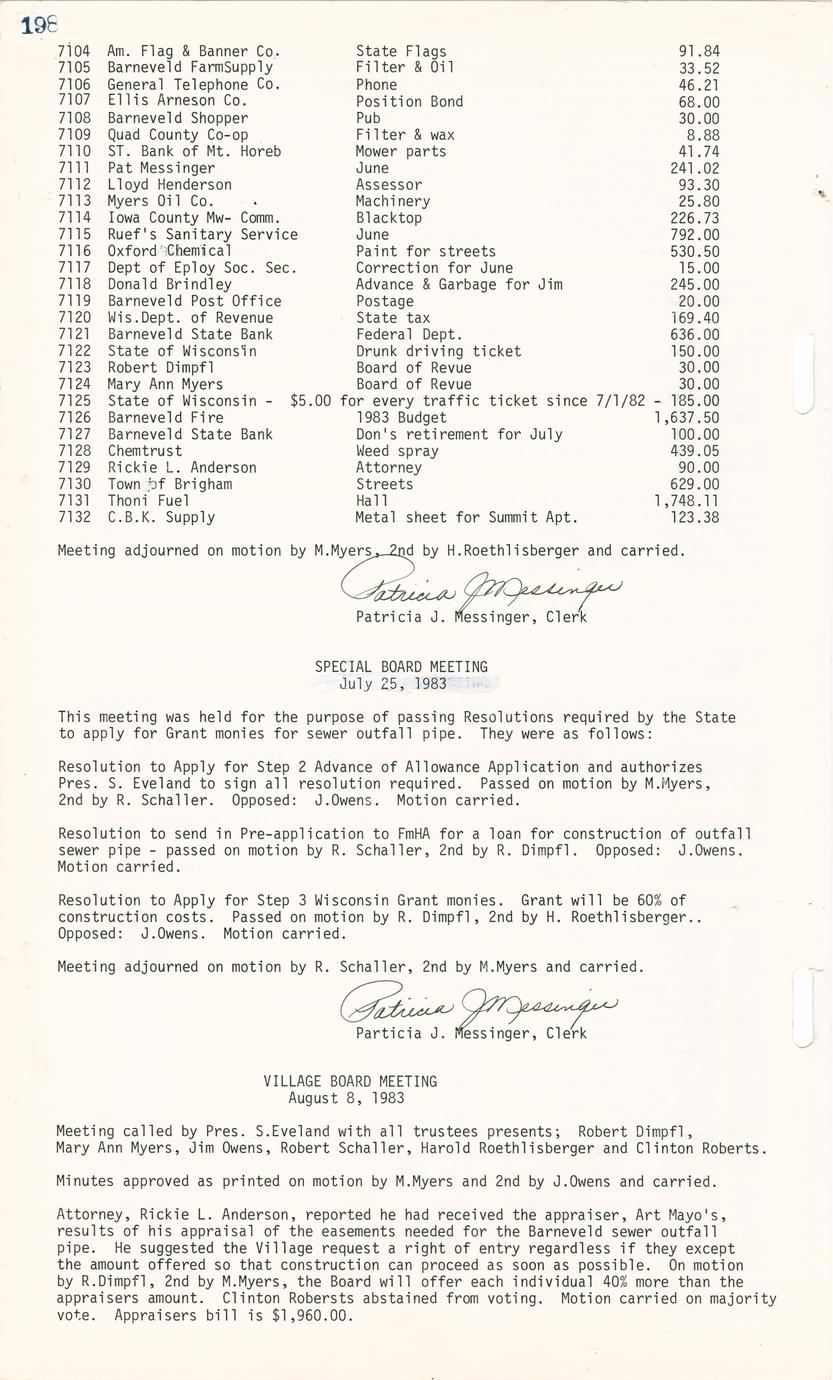 198
7104 Am. Flag & Banner Co. State Flags 91.84
7105 Barneveld FarmSupply Filter & Oil 33.52
7106 General Telephone Co. Phone 46.21
7107 Ellis Arneson Co. Position Bond 68.00
7108 Barneveld Shopper Pub 30.00
7109 Quad County Co-op Filter & wax 8.88
7110 ST. Bank of Mt. Horeb Mower parts 41.74
7111 Pat Messinger June 241.02
7112 Lloyd Henderson Assessor 93.30
7113 Myers Oil Co. Machinery 25.80
7114 Iowa County Mw- Comm. Blacktop 226.73
7115 Ruef's Sanitary Service June 792.00
7116 Oxford Chemical Paint for streets 530.50
7117 Dept of Eploy Soc. Sec. Correction for June 15.00
7118 Donald Brindley Advance & Garbage for Jim 245.00
7119 Barneveld Post Office Postage 20.00
7120 Wis.Dept. of Revenue State tax 169.40
7121 Barneveld State Bank Federal Dept. 636.00
7122 State of Wisconsin Drunk driving ticket 150.00
7123 Robert Dimpfl Board of Revue 30.00
7124 Mary Ann Myers Board of Revue 30.00
7125 State of Wisconsin - $5.00 for every traffic ticket since 7/1/82 - 185.00
7126 Barneveld Fire 1983 Budget 1,637.50
7127 Barneveld State Bank Don's retirement for July 100.00
7128 Chemtrust Weed spray 439.05
7129 Rickie L. Anderson Attorney 90.00
7130 Town of Brigham Streets 629.00
7131 Thoni Fuel Hall 1,748.11
7132 C.B.K. Supply Metal sheet for Summit Apt. 123.38
Meeting adjourned on motion by M.Myers, 2nd by H.Roethlisberger and carried.
Patricia J Messinger
Patricia J. Messinger, Clerk
SPECIAL BOARD MEETING
July 25, 1983
This meeting was held for the purpose of passing Resolutions required by the State
to apply for Grant monies for sewer outfall pipe. They were as follows:
Resolution to Apply for Step 2 Advance of Allowance Application and authorizes
Pres. S. Eveland to sign all resolution required. Passed on motion by M.Myers,
2nd by R. Schaller. Opposed: J.Owens. Motion carried.
Resolution to send in Pre-application to FmHA for a loan for construction of outfall
sewer pipe - passed on motion by R. Schaller, 2nd by R. Dimpfl. Opposed: J.Owens.
Motion carried.
Resolution to Apply for Step 3 Wisconsin Grant monies. Grant will be 60% of
construction costs. Passed on motion by R. Dimpfl, 2nd by H. Roethlisberger..
Opposed: J.Owens. Motion carried.
Meeting adjourned on motion by R. Schaller, 2nd by M.Myers and carried.
Patricia J Messinger
Particia J. Messinger, Clerk
VILLAGE BOARD MEETING
August 8, 1983
Meeting called by Pres. S.Eveland with all trustees presents; Robert Dimpfl,
Mary Ann Myers, Jim Owens, Robert Schaller, Harold Roethlisberger and Clinton Roberts.
Minutes approved as printed on motion by M.Myers and 2nd by J.Owens and carried.
Attorney, Rickie L. Anderson, reported he had received the appraiser, Art Mayo's,
results of his appraisal of the easements needed for the Barneveld sewer outfall
pipe. He suggested the Village request a right of entry regardless if they except
the amount offered so that construction can proceed as soon as possible. On motion
by R.Dimpfl, 2nd by M.Myers, the Board will offer each individual 40% more than the
appraisers amount. Clinton Robersts abstained from voting. Motion carried on majority
vote. Appraisers bill is $1,960.00.